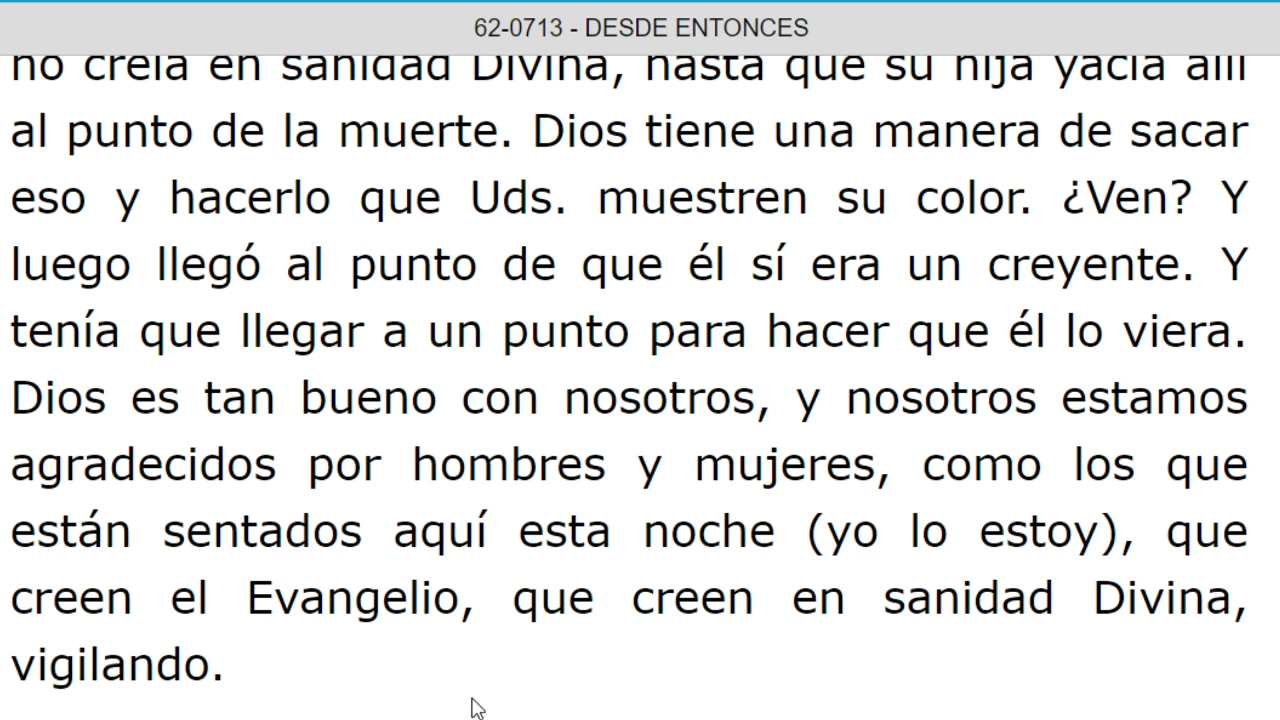 62-0713 - DESDE ENTONCES
no creía en sanidad Divina, hasta que su hija yacía allí
al punto de la muerte. Dios tiene una manera de sacar
eso y hacerlo que Uds. muestren su color. ¿Ven? Y
luego llegó al punto de que él sí era un creyente. Y
tenía que llegar a un punto para hacer que él lo viera.
Dios es tan bueno con nosotros, y nosotros estamos
agradecidos por hombres y mujeres, como los que
están sentados aquí esta noche (yo lo estoy), que
creen el Evangelio, que creen en sanidad Divina,
vigilando.